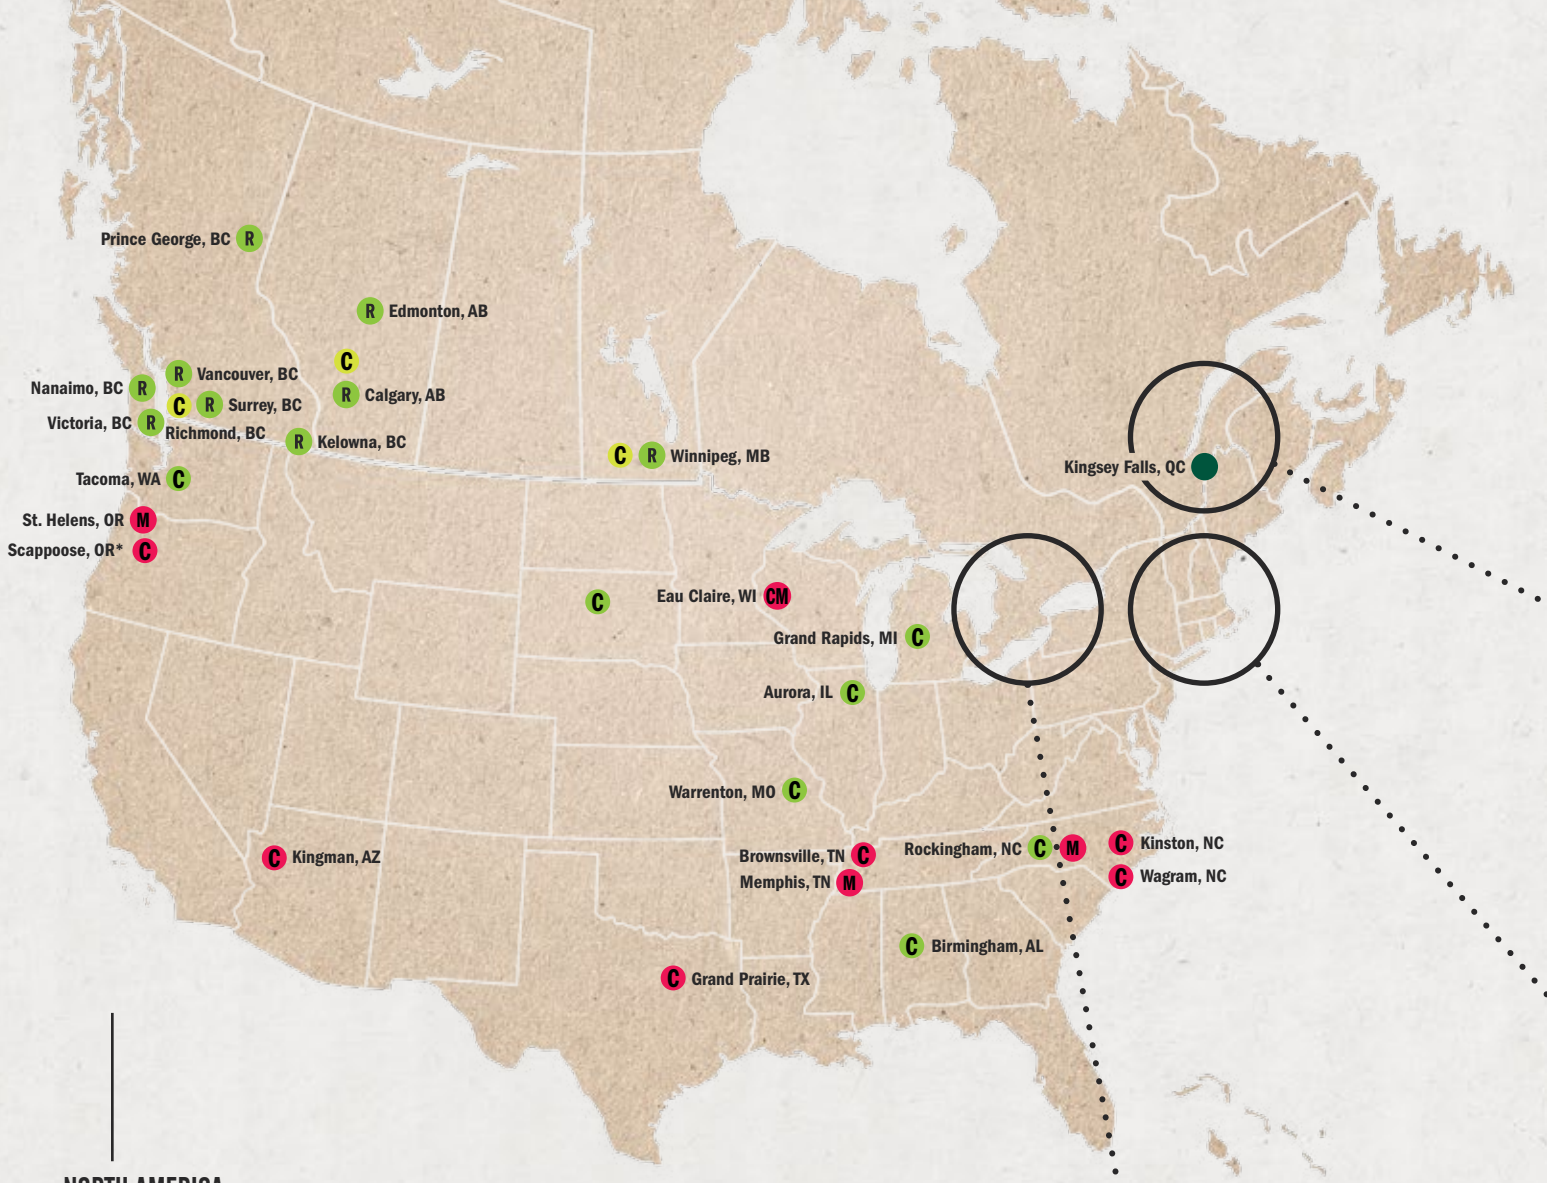 Prince George, BC R
R Edmonton, AB
C
R Vancouver, BC
Nanaimo, BC R
R Calgary, AB
C R Surrey, BC
Victoria, BC R
Richmond, BC
R Kelowna, BC
C R Winnipeg, MB
Kingsey Falls, QC
Tacoma, WA C
St. Helens, OR M
Scappoose, OR* C
C
Eau Claire, WI CM
Grand Rapids, MI C
Aurora, IL C
Warrenton, MO C
C Kingman, AZ
Brownsville, TN C
Memphis, TN M
Rockingham, NC C M
C Kinston, NC
C Wagram, NC
C Birmingham, AL
C Grand Prairie, TX
NORTH AMERICA